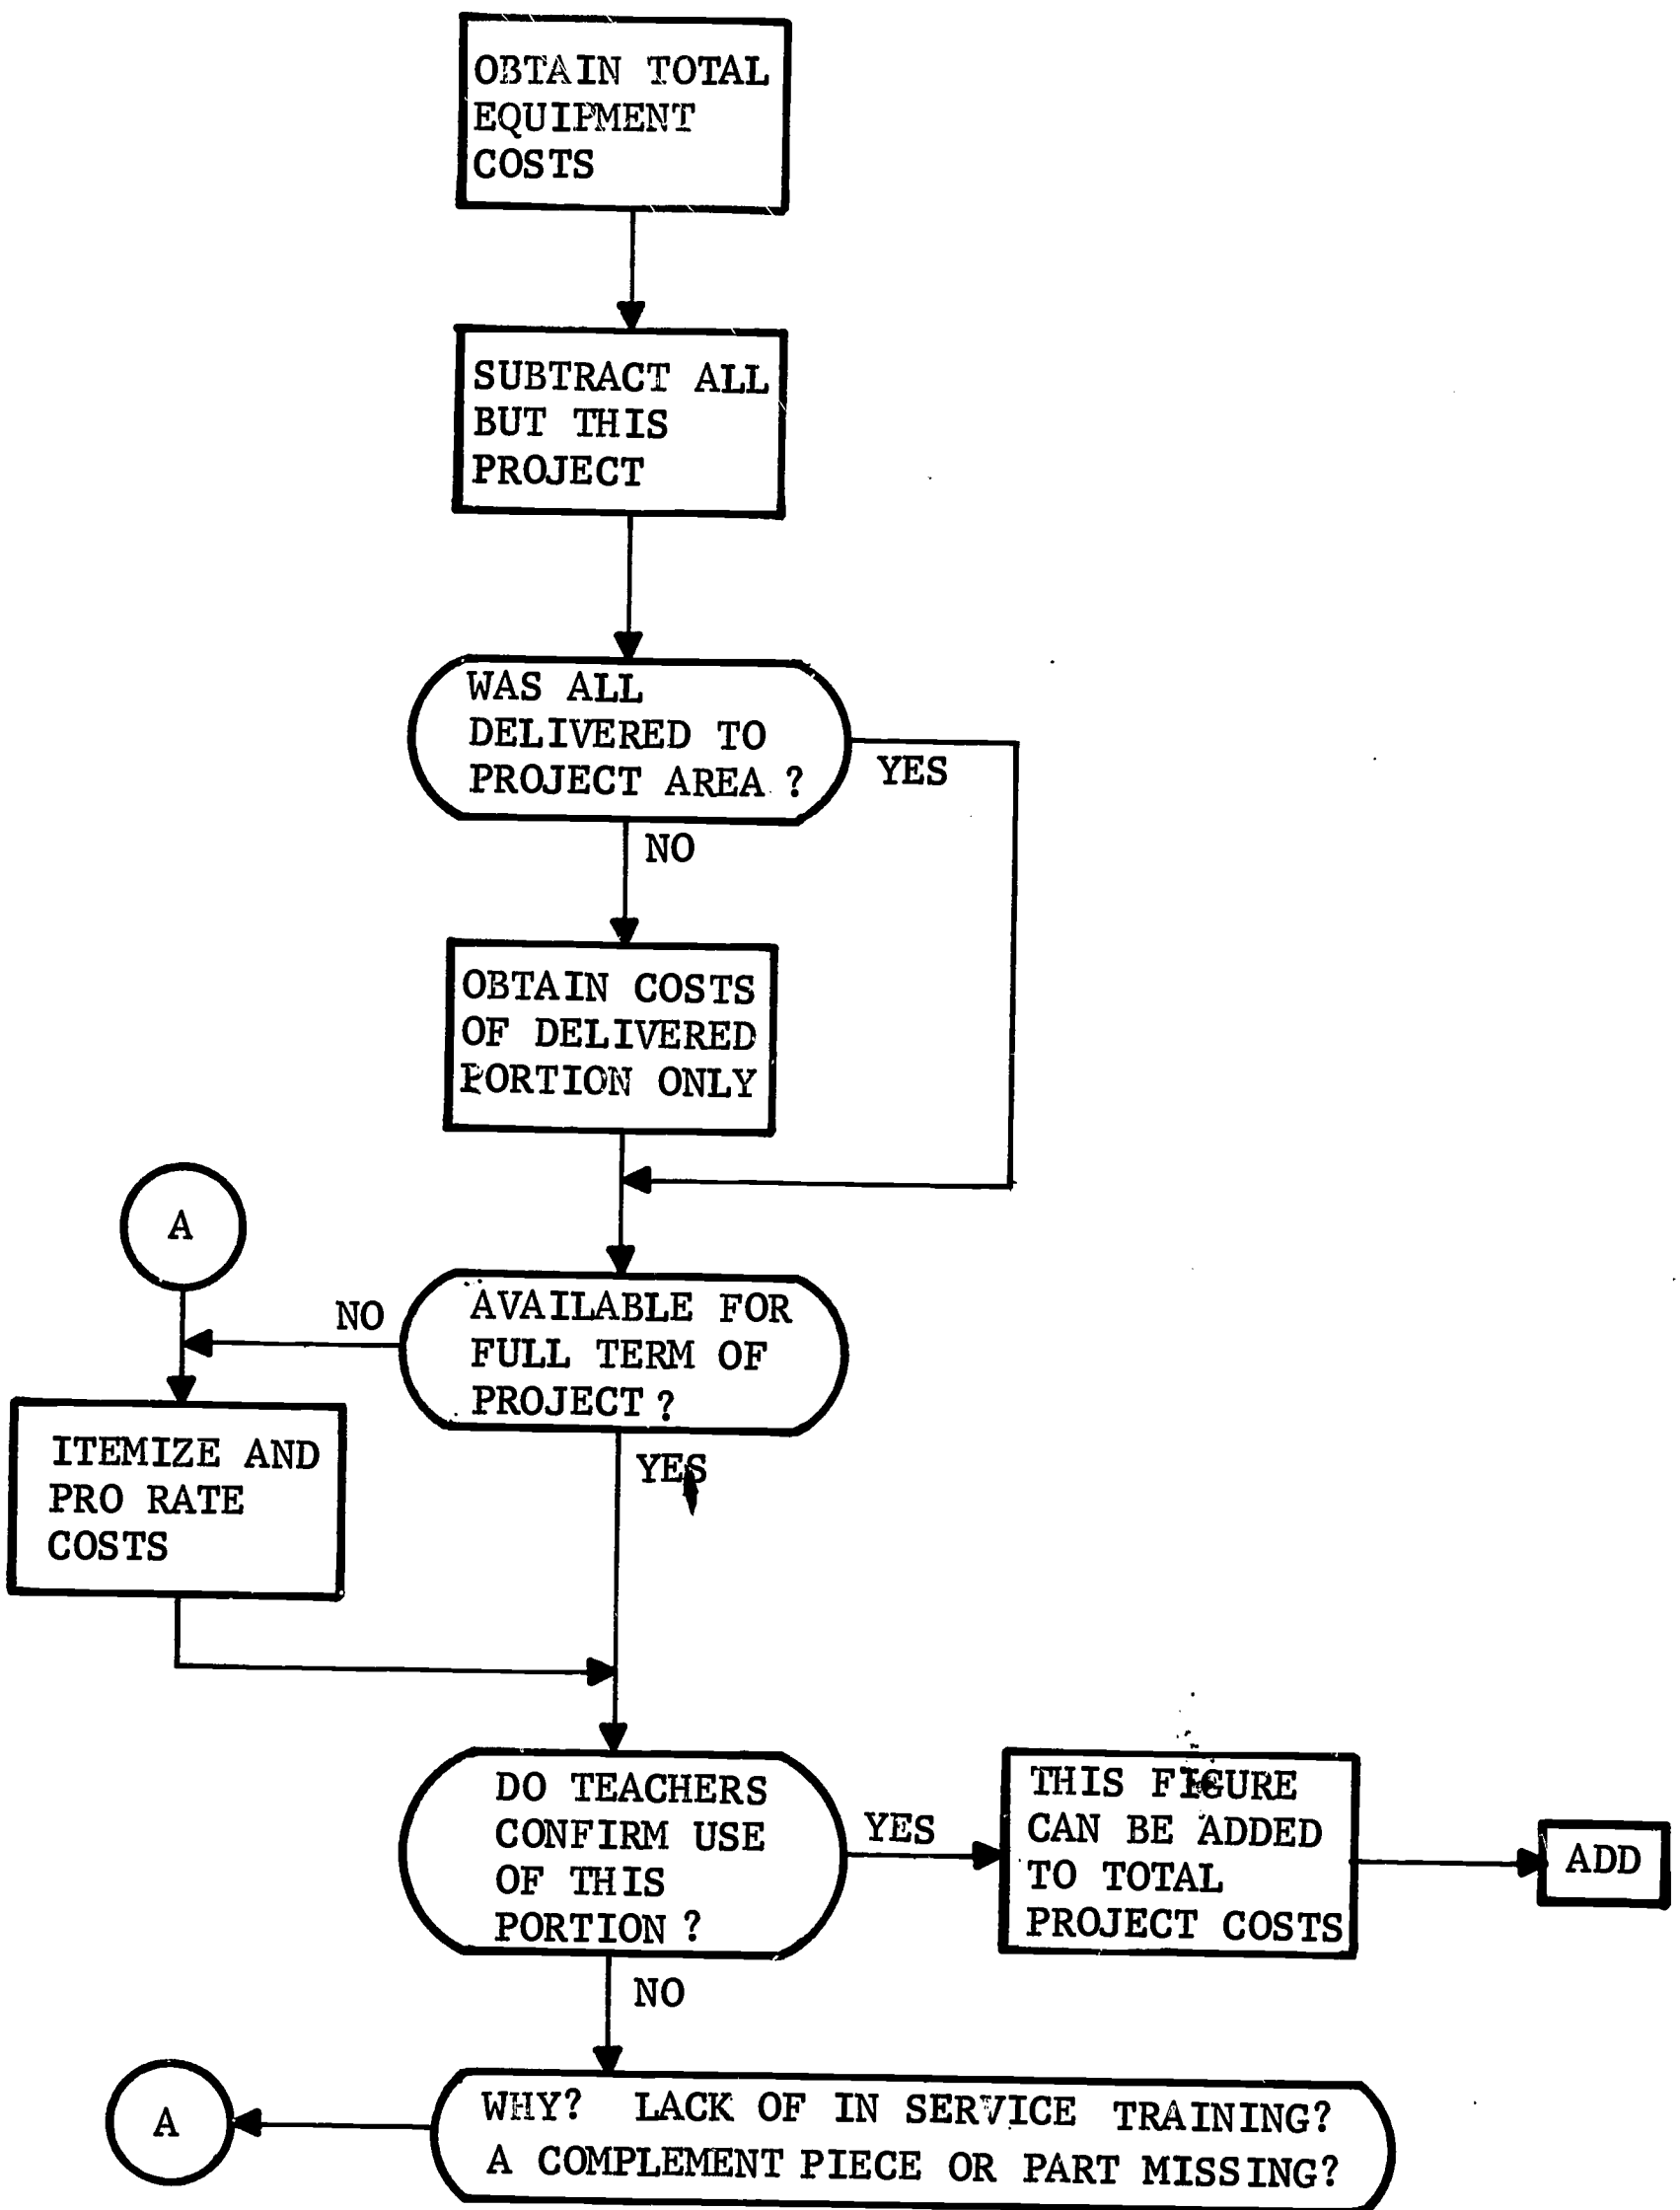 OBTAIN TOTAL
EQUIPMENT
COSTS
SUBTRACT ALL
BUT THIS
PROJECT
WAS ALL
DELIVERED TO
PROJECT AREA ?
YES
NO
OBTAIN COSTS
OF DELIVERED
PORTION ONLY
A
NO
AVAILABLE FOR
FULL TERM OF
PROJECT ?
YES
ITEMIZE AND
PRO RATE
COSTS
DO TEACHERS
CONFIRM USE
OF THIS
PORTION ?
YES
THIS FIGURE
CAN BE ADDED
TO TOTAL
PROJECT COSTS
ADD
NO
A
WHY? LACK OF IN SERVICE TRAINING?
A COMPLEMENT PIECE OR PART MISSING?